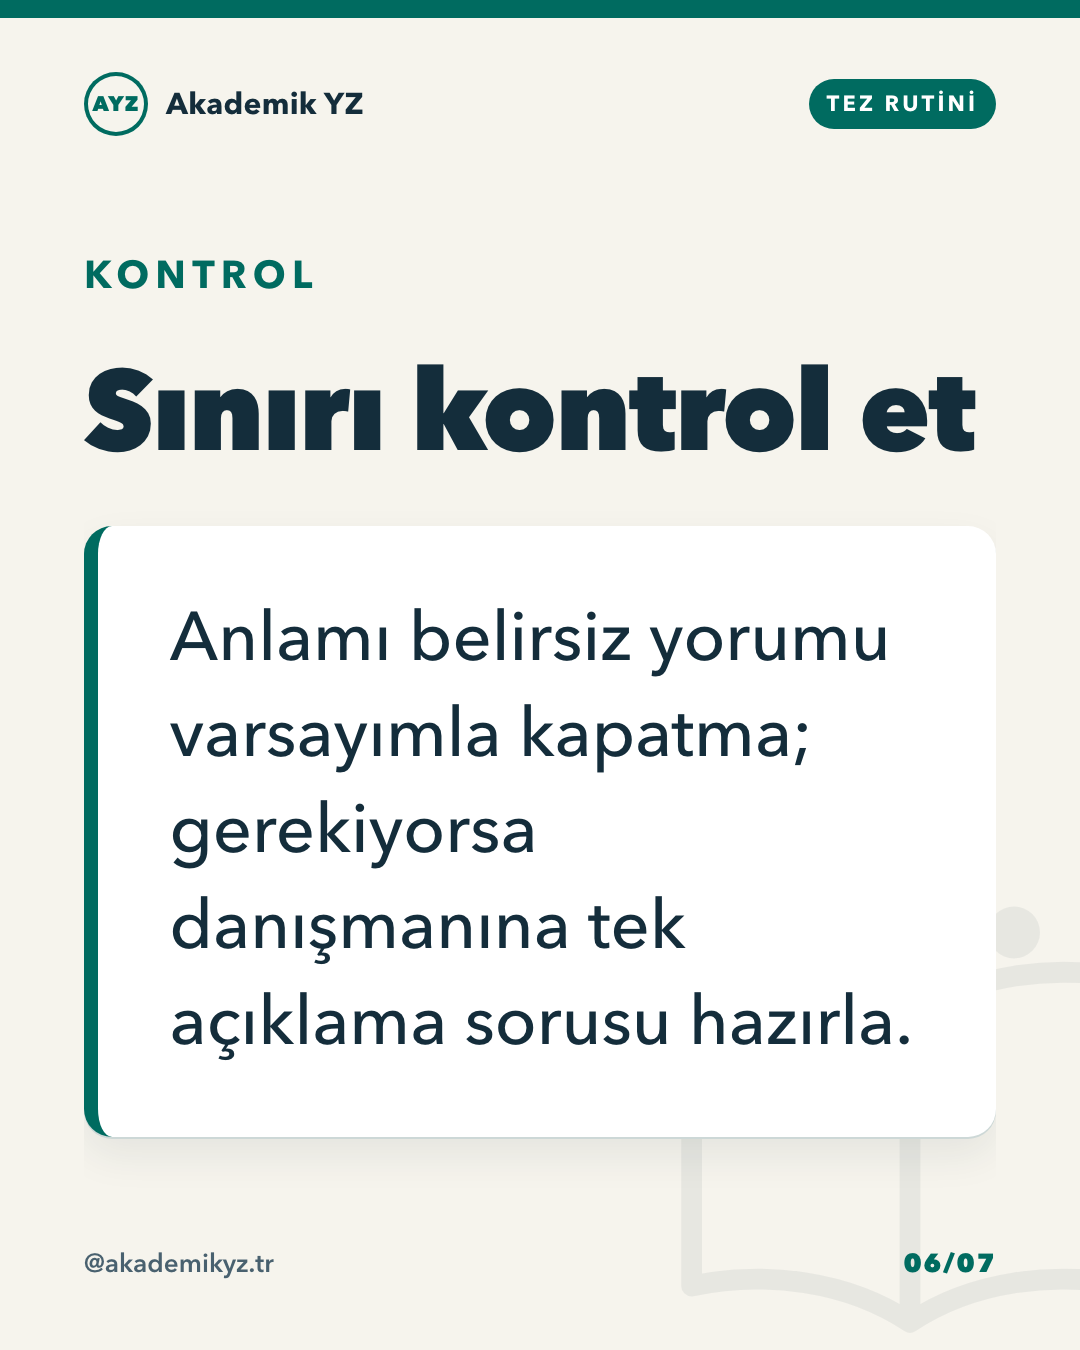 AYZ Akademik YZ
TEZ RUTİNİ
KONTROL
Sınırı kontrol et
Anlamı belirsiz yorumu
varsayımla kapatma;
gerekiyorsa
danışmanına tek
açıklama sorusu hazırla.
@akademikyz.tr
06/07